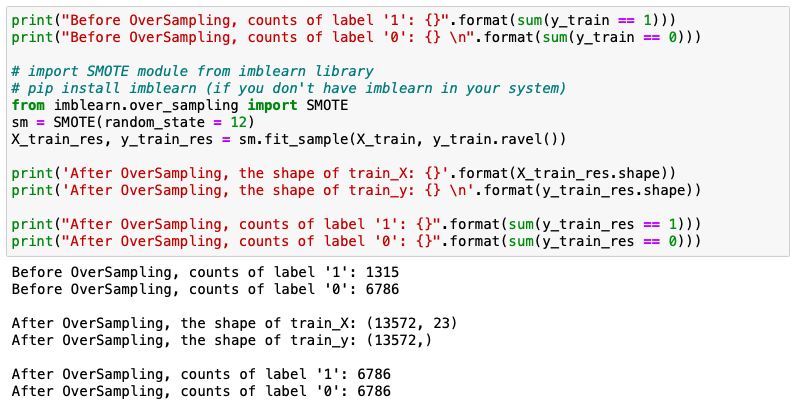 print("Before OverSampling, counts of label '1': {}".format(sum(y_train == 1)))
print("Before OverSampling, counts of label '0': {} \n".format(sum(y_train == 0)))

# import SMOTE module from imblearn library
# pip install imblearn (if you don't have imblearn in your system)
from imblearn.over_sampling import SMOTE
sm = SMOTE(random_state = 12)
X_train_res, y_train_res = sm.fit_sample(X_train, y_train.ravel())

print('After OverSampling, the shape of train_X: {}'.format(X_train_res.shape))
print('After OverSampling, the shape of train_y: {} \n'.format(y_train_res.shape))

print("After OverSampling, counts of label '1': {}".format(sum(y_train_res == 1)))
print("After OverSampling, counts of label '0': {}".format(sum(y_train_res == 0)))

Before OverSampling, counts of label '1': 1315
Before OverSampling, counts of label '0': 6786

After OverSampling, the shape of train_X: (13572, 23)
After OverSampling, the shape of train_y: (13572,)

After OverSampling, counts of label '1': 6786
After OverSampling, counts of label '0': 6786